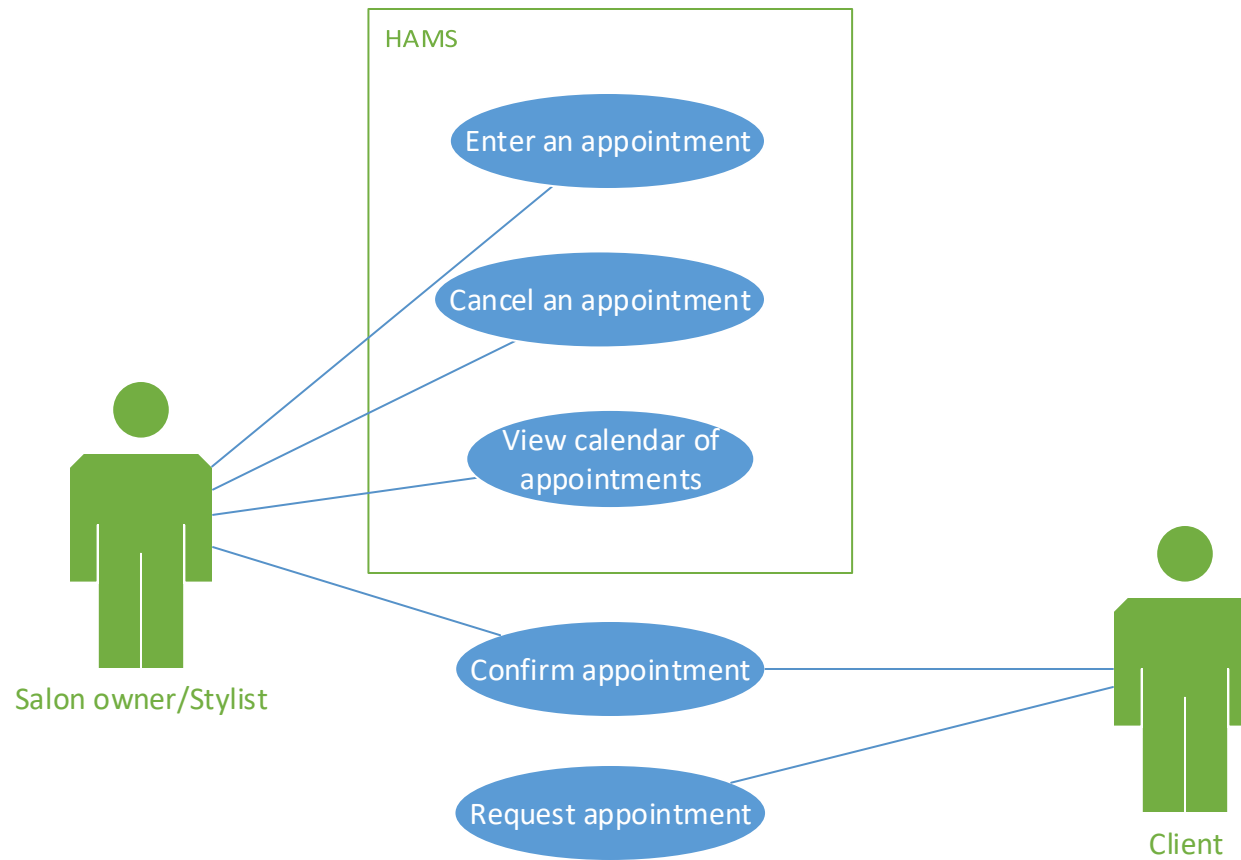 HAMS
Enter an appointment
Cancel an appointment
View calendar of
appointments
Confirm appointment
Salon owner/Stylist
Request appointment
Client